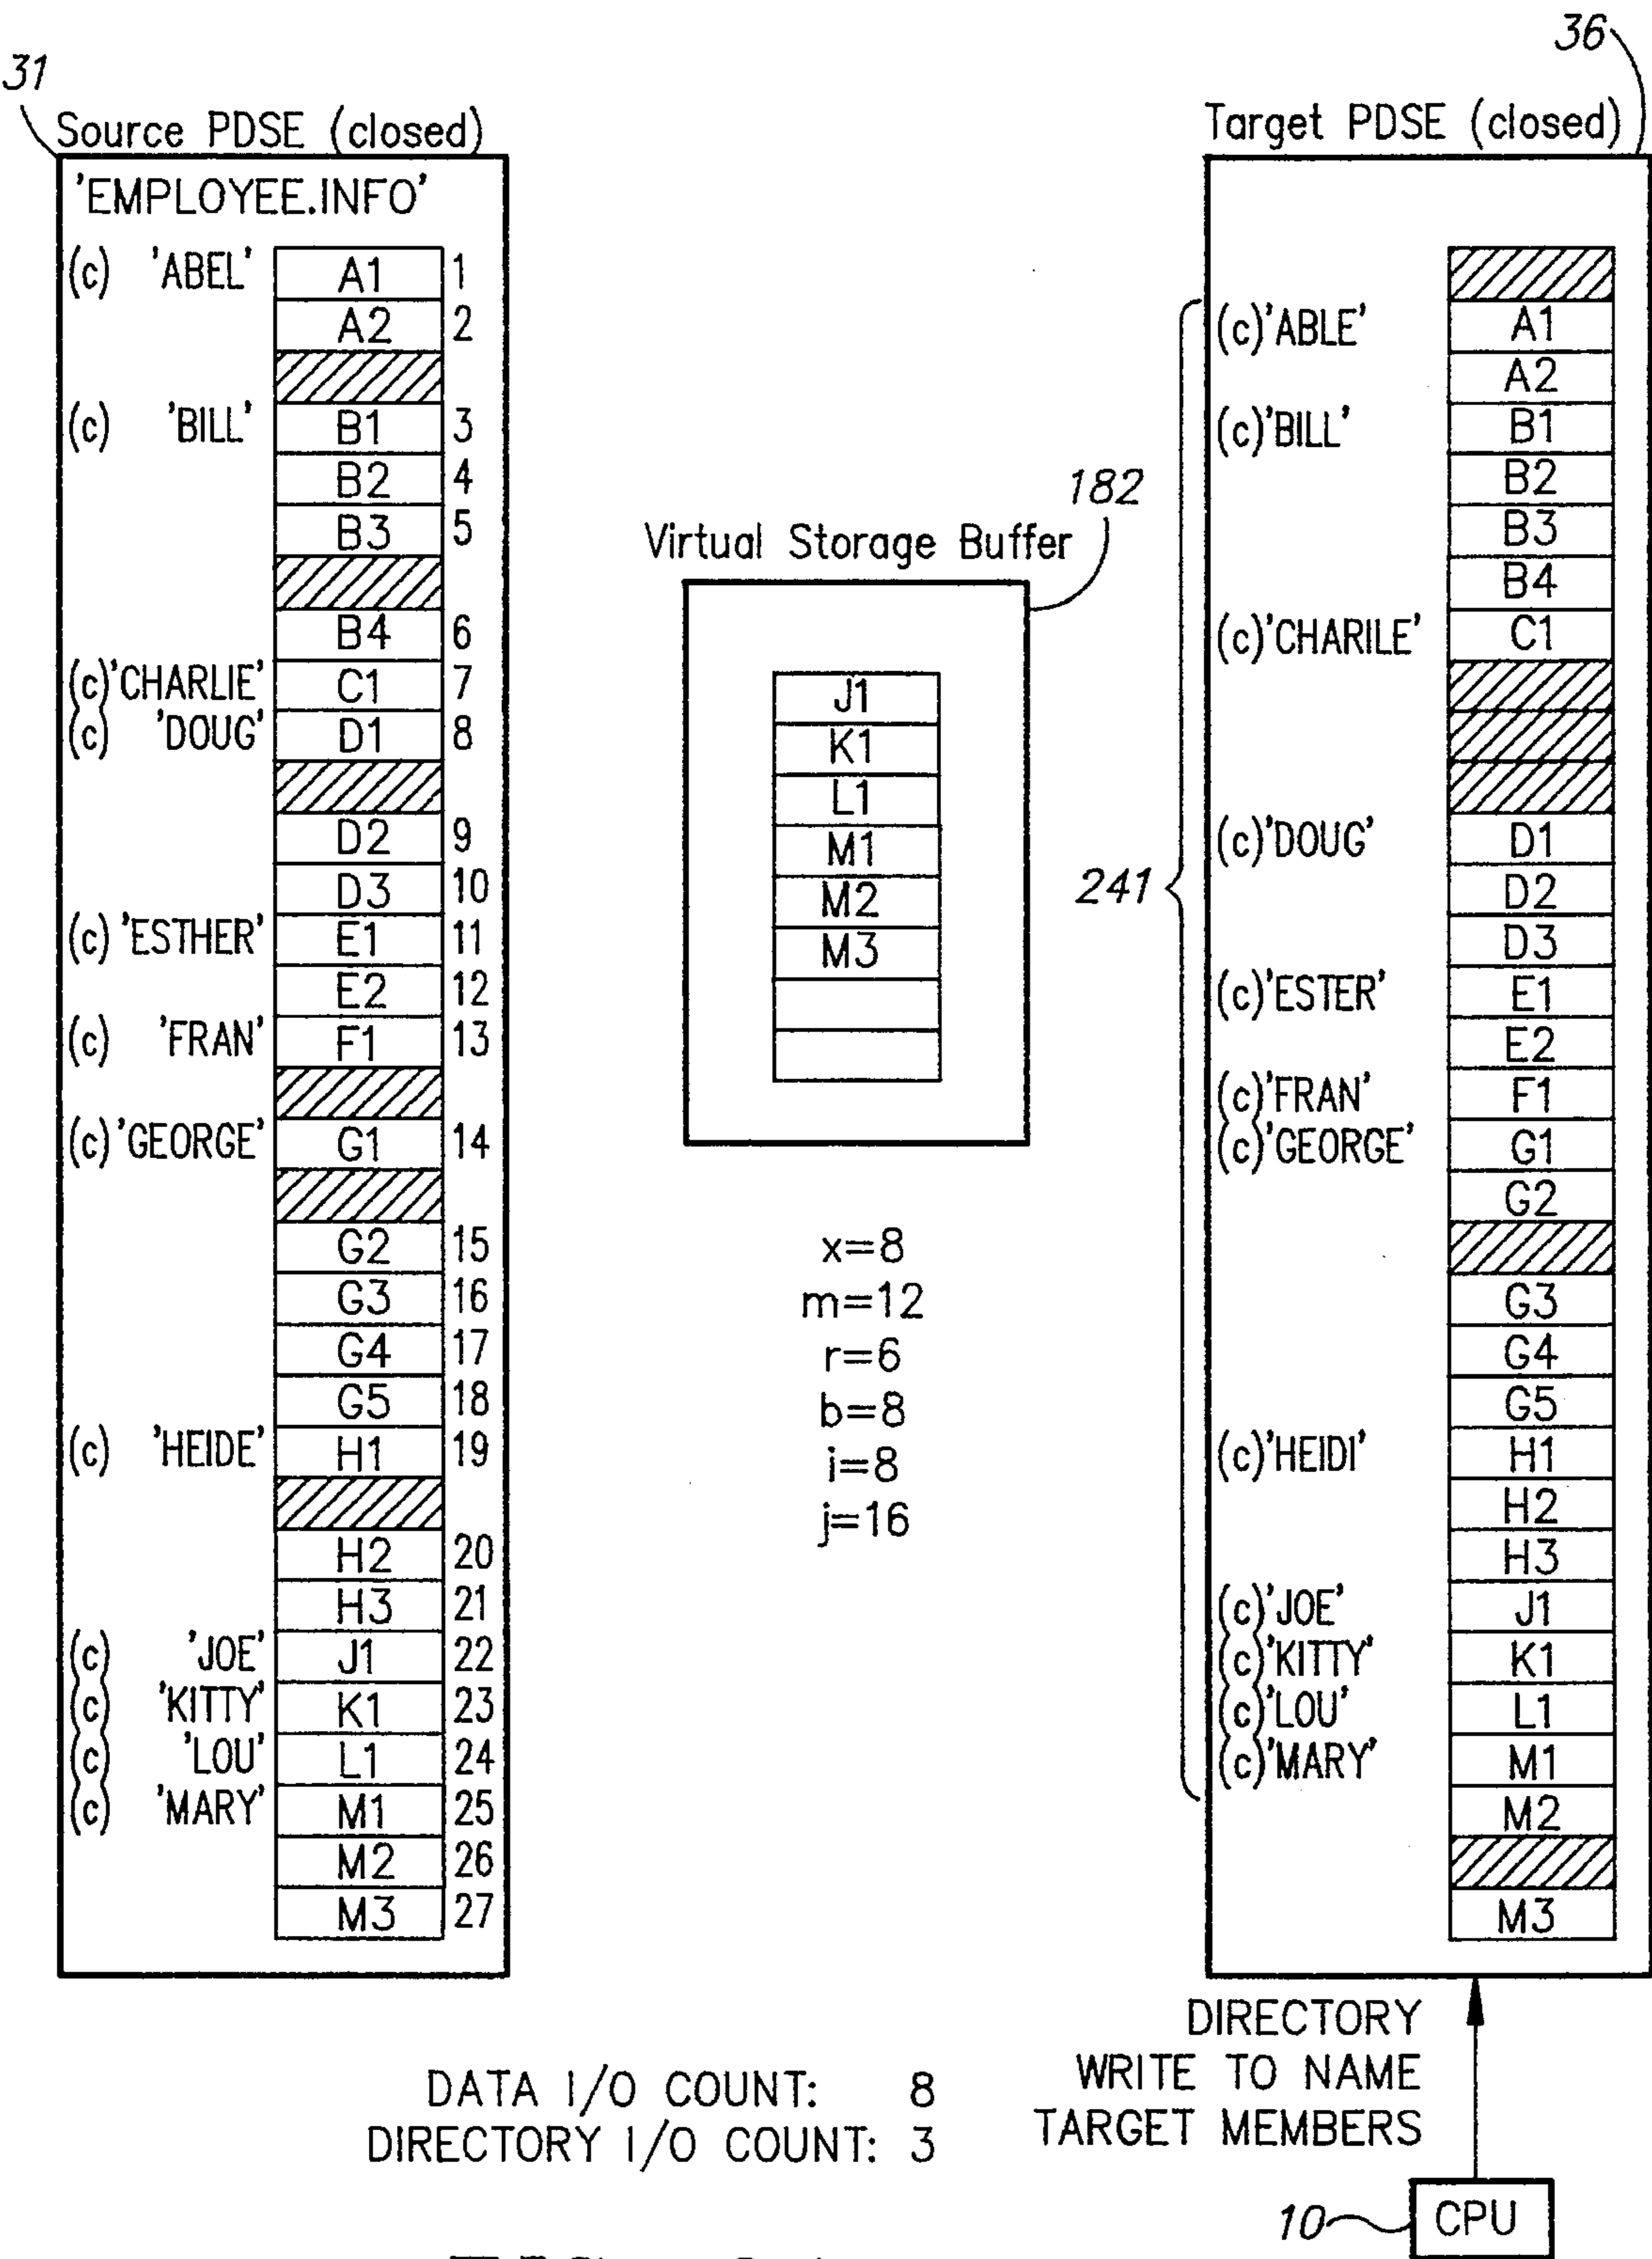 31
Source PDSE (closed)
'EMPLOYEE.INFO'
(c) 'ABEL' A1 1
A2 2
(c) 'BILL' B1 3
B2 4
B3 5
B4 6
(c) 'CHARLIE' C1 7
(c) 'DOUG' D1 8
D2 9
D3 10
(c) 'ESTHER' E1 11
E2 12
(c) 'FRAN' F1 13
(c) 'GEORGE' G1 14
G2 15
G3 16
G4 17
G5 18
(c) 'HEIDE' H1 19
H2 20
H3 21
(c) 'JOE' J1 22
(c) 'KITTY' K1 23
(c) 'LOU' L1 24
(c) 'MARY' M1 25
M2 26
M3 27
182
Virtual Storage Buffer
J1
K1
L1
M1
M2
M3
x=8
m=12
r=6
b=8
i=8
j=16
36
Target PDSE (closed)
241
(c) 'ABLE' A1
A2
(c) 'BILL' B1
B2
B3
B4
(c) 'CHARILE' C1
(c) 'DOUG' D1
D2
D3
(c) 'ESTER' E1
E2
(c) 'FRAN' F1
(c) 'GEORGE' G1
G2
G3
G4
G5
(c) 'HEIDI' H1
H2
H3
(c) 'JOE' J1
(c) 'KITTY' K1
(c) 'LOU' L1
(c) 'MARY' M1
M2
M3
DATA I/O COUNT: 8
DIRECTORY I/O COUNT: 3
DIRECTORY
WRITE TO NAME
TARGET MEMBERS
10 CPU